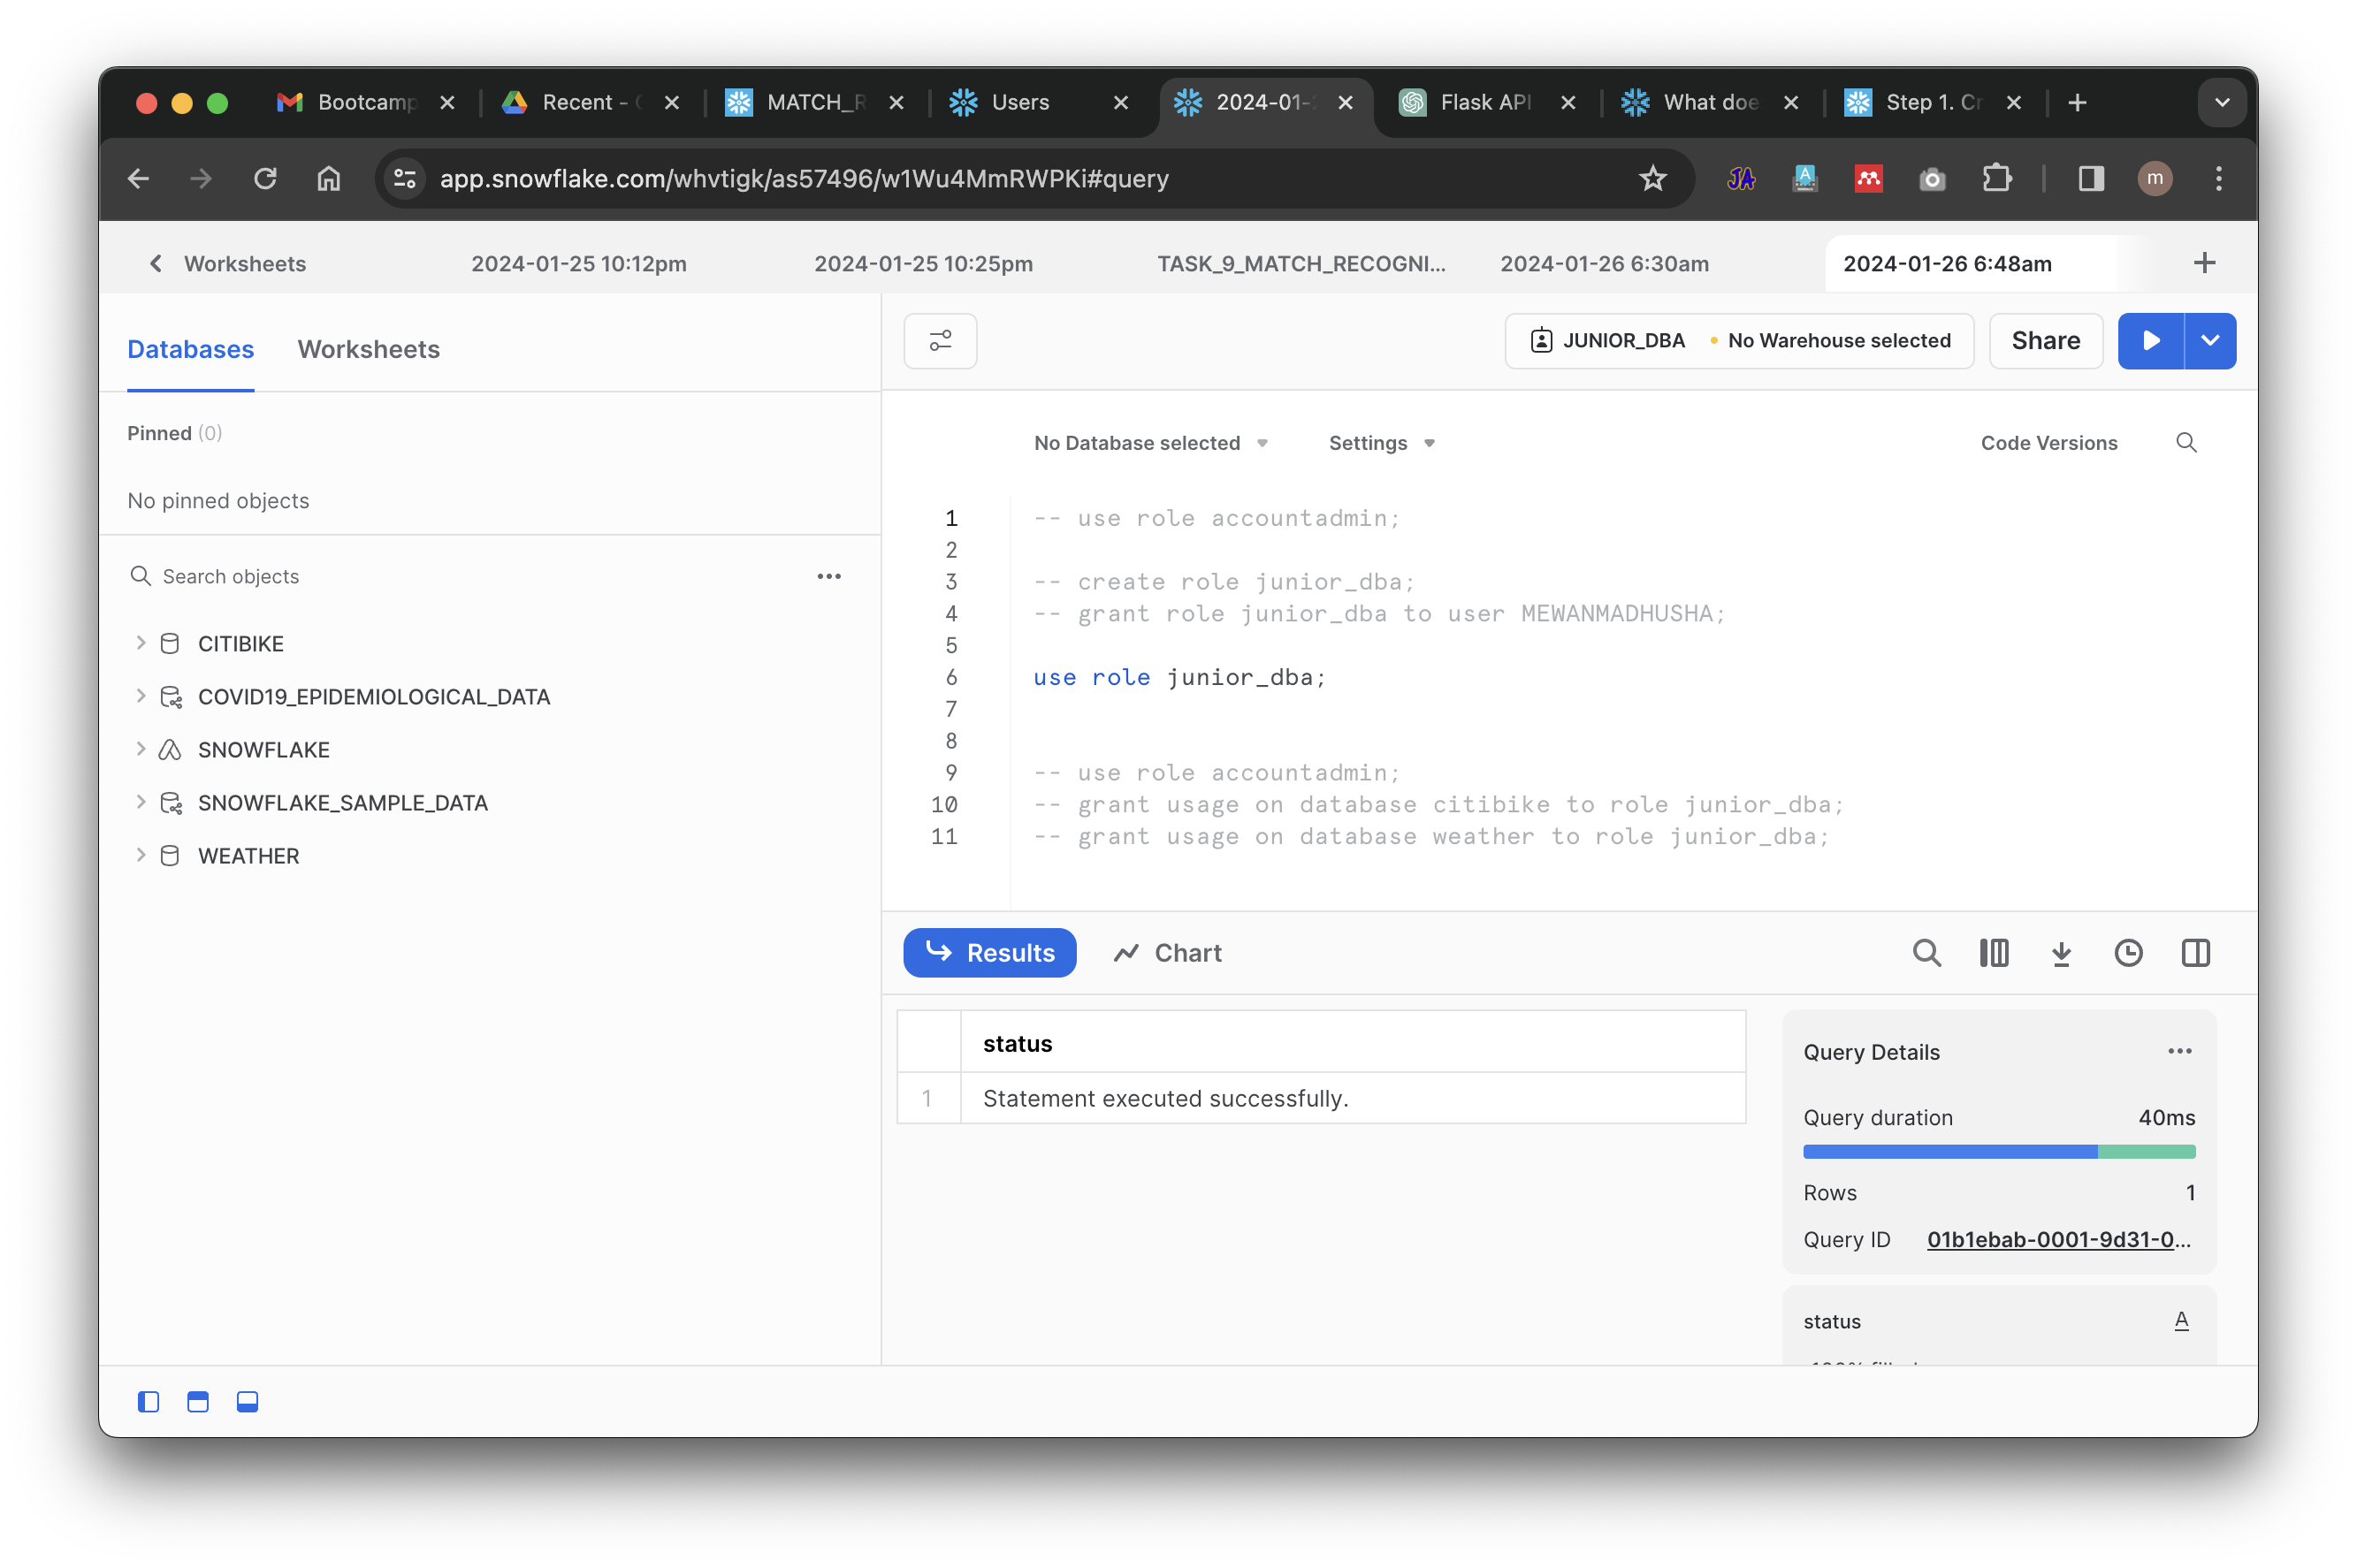 Bootcamp
Recent -
MATCH_R
Users
2024-01-
Flask API
What doe
Step 1. Cr
app.snowflake.com/whvtigk/as57496/w1Wu4MmRWPKi#query
JA
A
m
Worksheets
2024-01-25 10:12pm
2024-01-25 10:25pm
TASK_9_MATCH_RECOGNI...
2024-01-26 6:30am
2024-01-26 6:48am
Databases
Worksheets
JUNIOR_DBA
No Warehouse selected
Share
Pinned (0)
No pinned objects
Search objects
CITIBIKE
COVID19_EPIDEMIOLOGICAL_DATA
SNOWFLAKE
SNOWFLAKE_SAMPLE_DATA
WEATHER
No Database selected
Settings
Code Versions
1 -- use role accountadmin;
2
3 -- create role junior_dba;
4 -- grant role junior_dba to user MEWANMADHUSHA;
5
6 use role junior_dba;
7
8
9 -- use role accountadmin;
10 -- grant usage on database citibike to role junior_dba;
11 -- grant usage on database weather to role junior_dba;
Results
Chart
status
1 Statement executed successfully.
Query Details
Query duration 40ms
Rows 1
Query ID 01b1ebab-0001-9d31-0...
status A